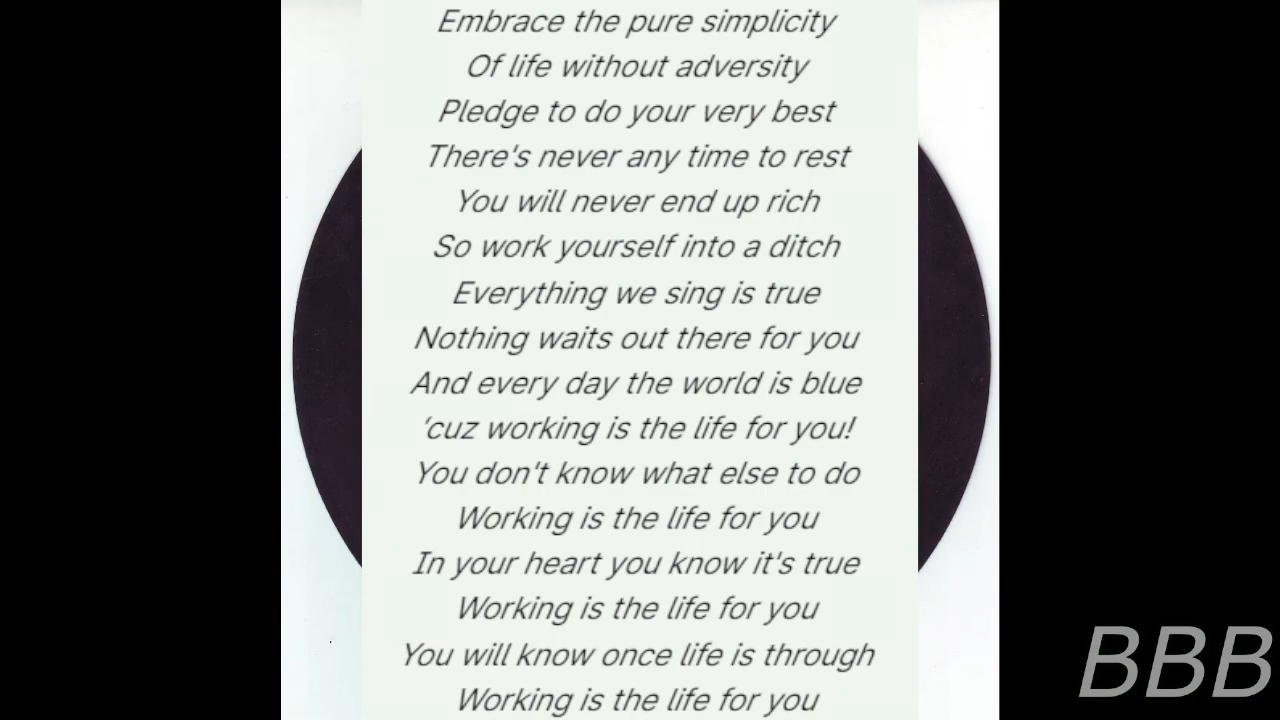 Embrace the pure simplicity
Of life without adversity
Pledge to do your very best
There's never any time to rest
You will never end up rich
So work yourself into a ditch
Everything we sing is true
Nothing waits out there for you
And every day the world is blue
‘cuz working is the life for you!
You don't know what else to do
Working is the life for you
In your heart you know it's true
Working is the life for you
You will know once life is through
Working is the life for you
BBB